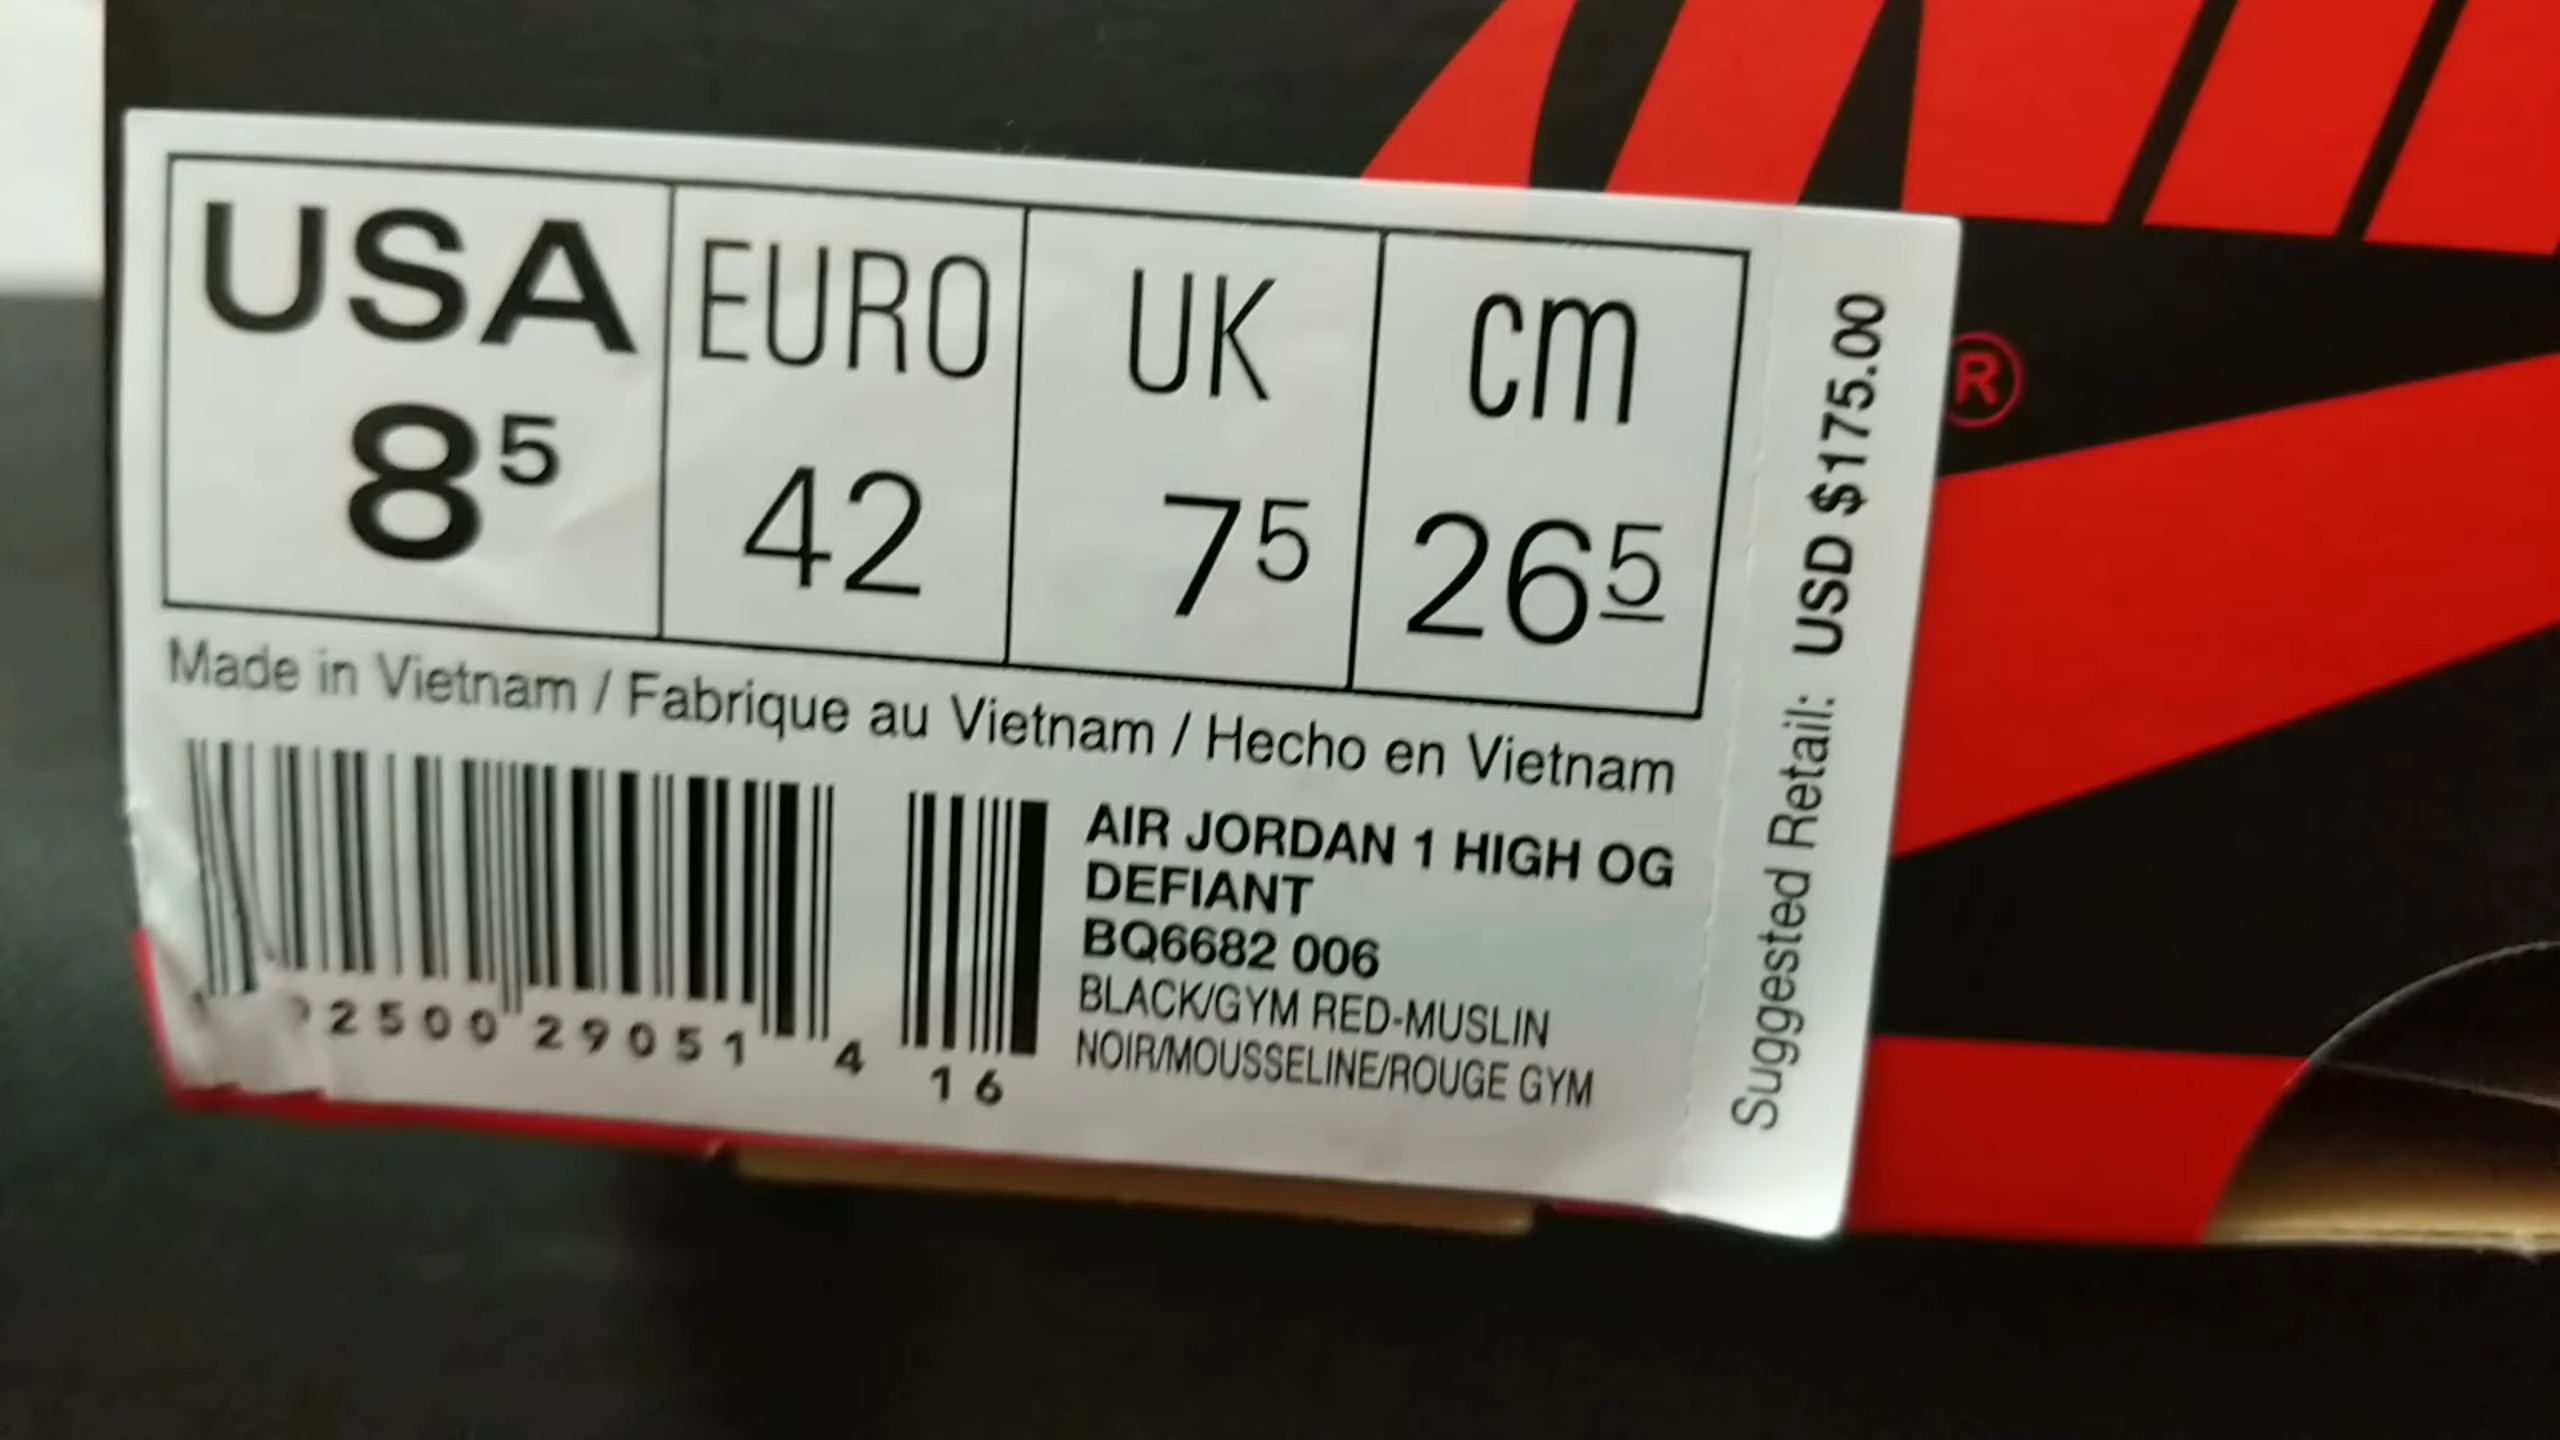 USA EURO UK cm
8⁵ 42 7⁵ 26⁵
Made in Vietnam / Fabrique au Vietnam / Hecho en Vietnam
AIR JORDAN 1 HIGH OG
DEFIANT
BQ6682 006
BLACK/GYM RED-MUSLIN
NOIR/MOUSSELINE/ROUGE GYM
2500 29051 4
16
Suggested Retail: USD $175.00
®